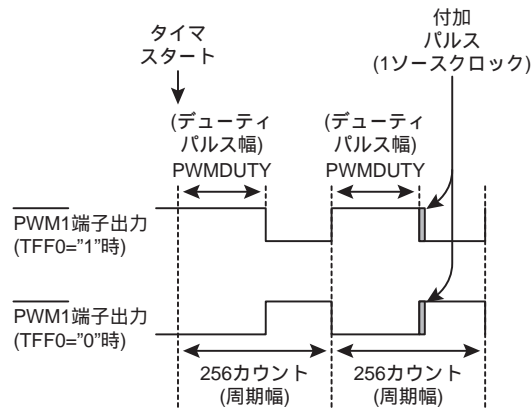 タイマ
スタート
付加
パルス
(1ソースクロック)
(デューティ
パルス幅)
PWMDUTY
(デューティ
パルス幅)
PWMDUTY
PWM1端子出力
(TFF0=”1”時)
PWM1端子出力
(TFF0=”0”時)
256カウント
(周期幅)
256カウント
(周期幅)